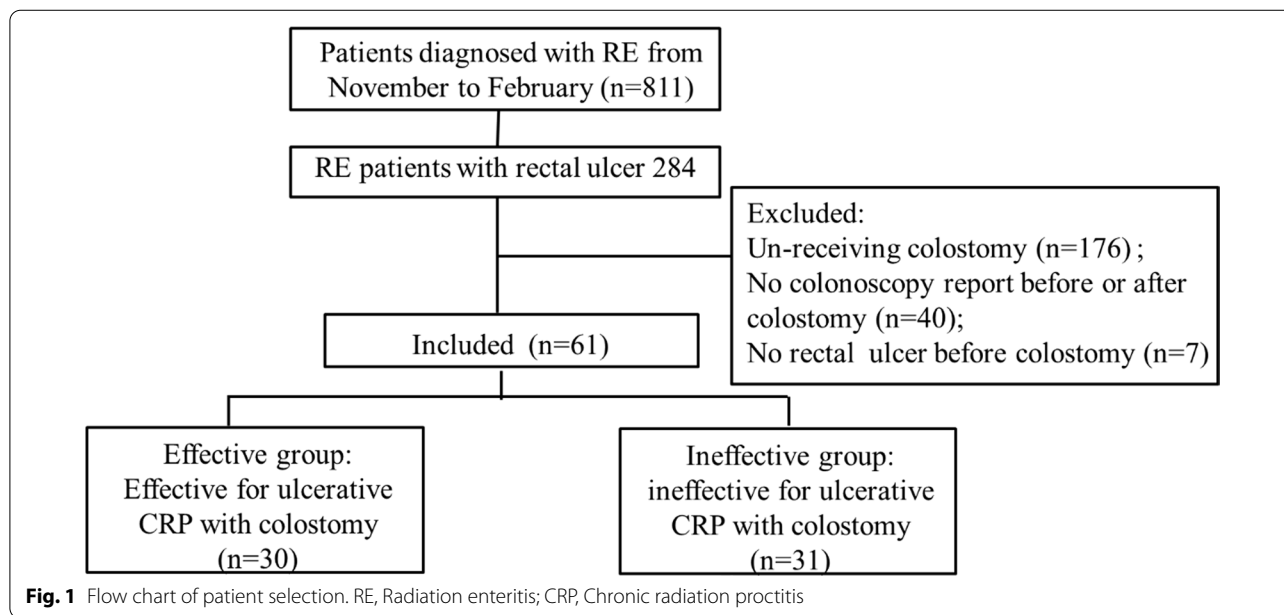 Patients diagnosed with RE from
November to February (n=811)
RE patients with rectal ulcer 284
Excluded:
Un-receiving colostomy (n=176) ;
No colonoscopy report before or after
colostomy (n=40);
No rectal ulcer before colostomy (n=7)
Included (n=61)
Effective group:
Effective for ulcerative
CRP with colostomy
(n=30)
Ineffective group:
ineffective for ulcerative
CRP with colostomy
(n=31)
Fig. 1 Flow chart of patient selection. RE, Radiation enteritis; CRP, Chronic radiation proctitis